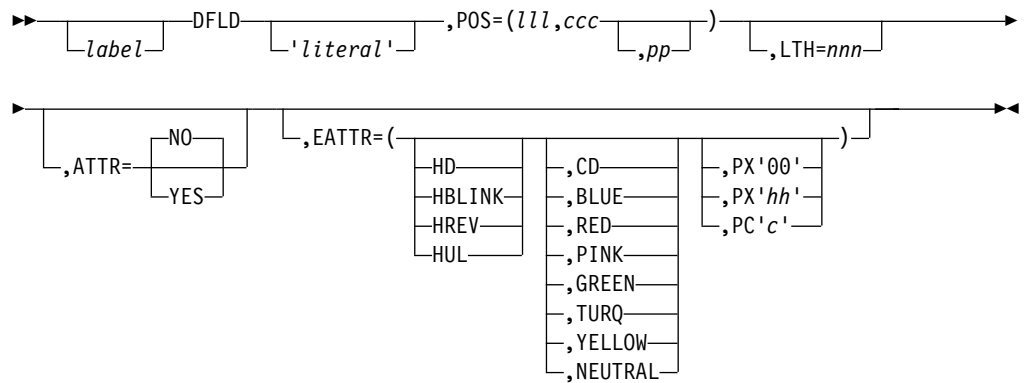 DFLD ,POS=(lll,ccc )
label 'literal' ,pp ,LTH=nnn
NO ,EATTR=( )
,ATTR= HD ,CD ,PX'00'
YES HBLINK ,BLUE ,PX'hh'
HREV ,RED ,PC'c'
HUL ,PINK
,GREEN
,TURQ
,YELLOW
,NEUTRAL